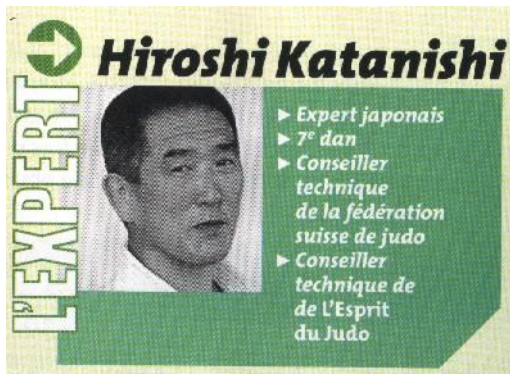 Hiroshi Katanishi
L'EXPERT
► Expert japonais
► 7e dan
► Conseiller
technique
de la fédération
suisse de judo
► Conseiller
technique de
de L'Esprit
du Judo